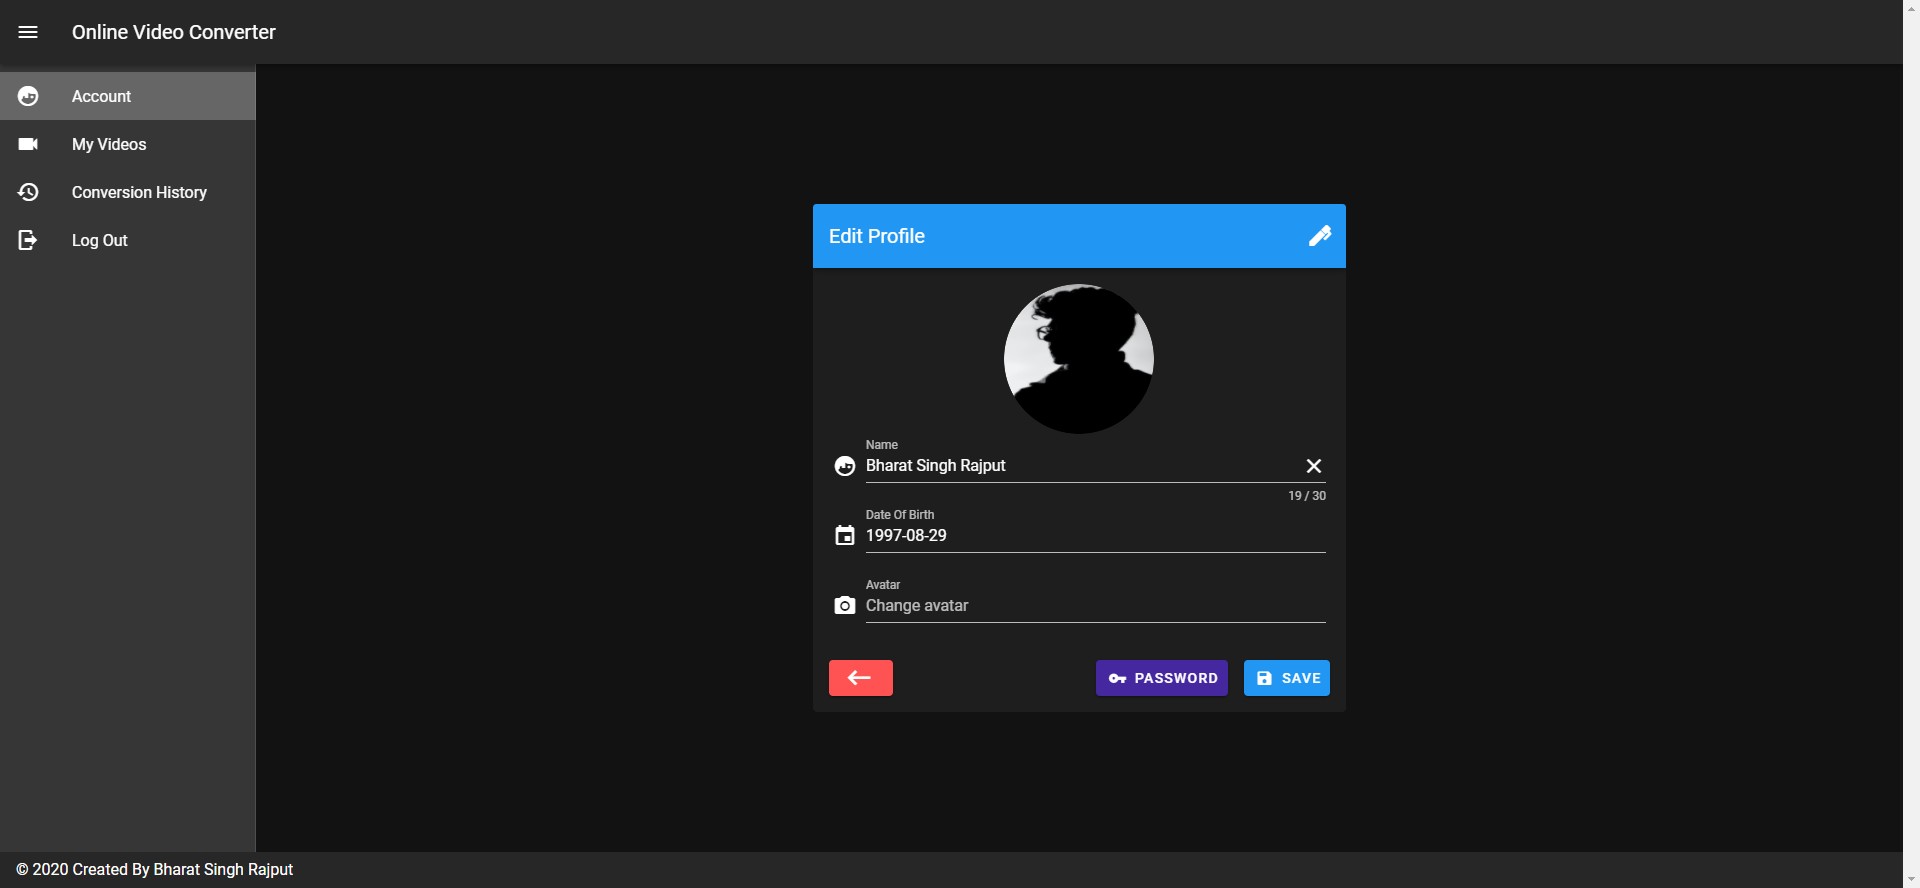 Online Video Converter
Account
My Videos
Conversion History
Log Out
Edit Profile
Name
Bharat Singh Rajput
19 / 30
Date Of Birth
1997-08-29
Avatar
Change avatar
PASSWORD
SAVE
© 2020 Created By Bharat Singh Rajput